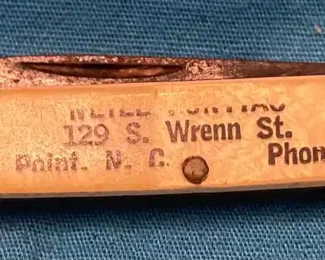 129 S. Wrenn St.
Point, N. C. Phon